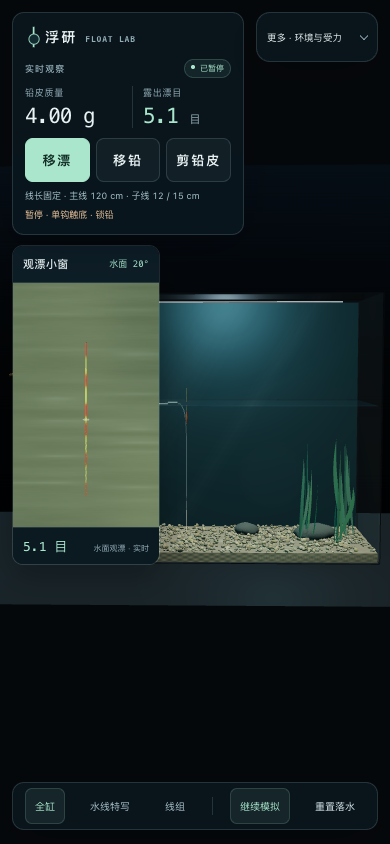 浮研 FLOAT LAB
更多 · 环境与受力
实时观察
已暂停
铅皮质量
露出漂目
4.00 g
5.1 目
移漂
移铅
剪铅皮
线长固定 · 主线 120 cm · 子线 12 / 15 cm
暂停 · 单钩触底 · 锁铅
观漂小窗
水面 20°
5.1 目
水面观漂 · 实时
全缸
水线特写
线组
继续模拟
重置落水